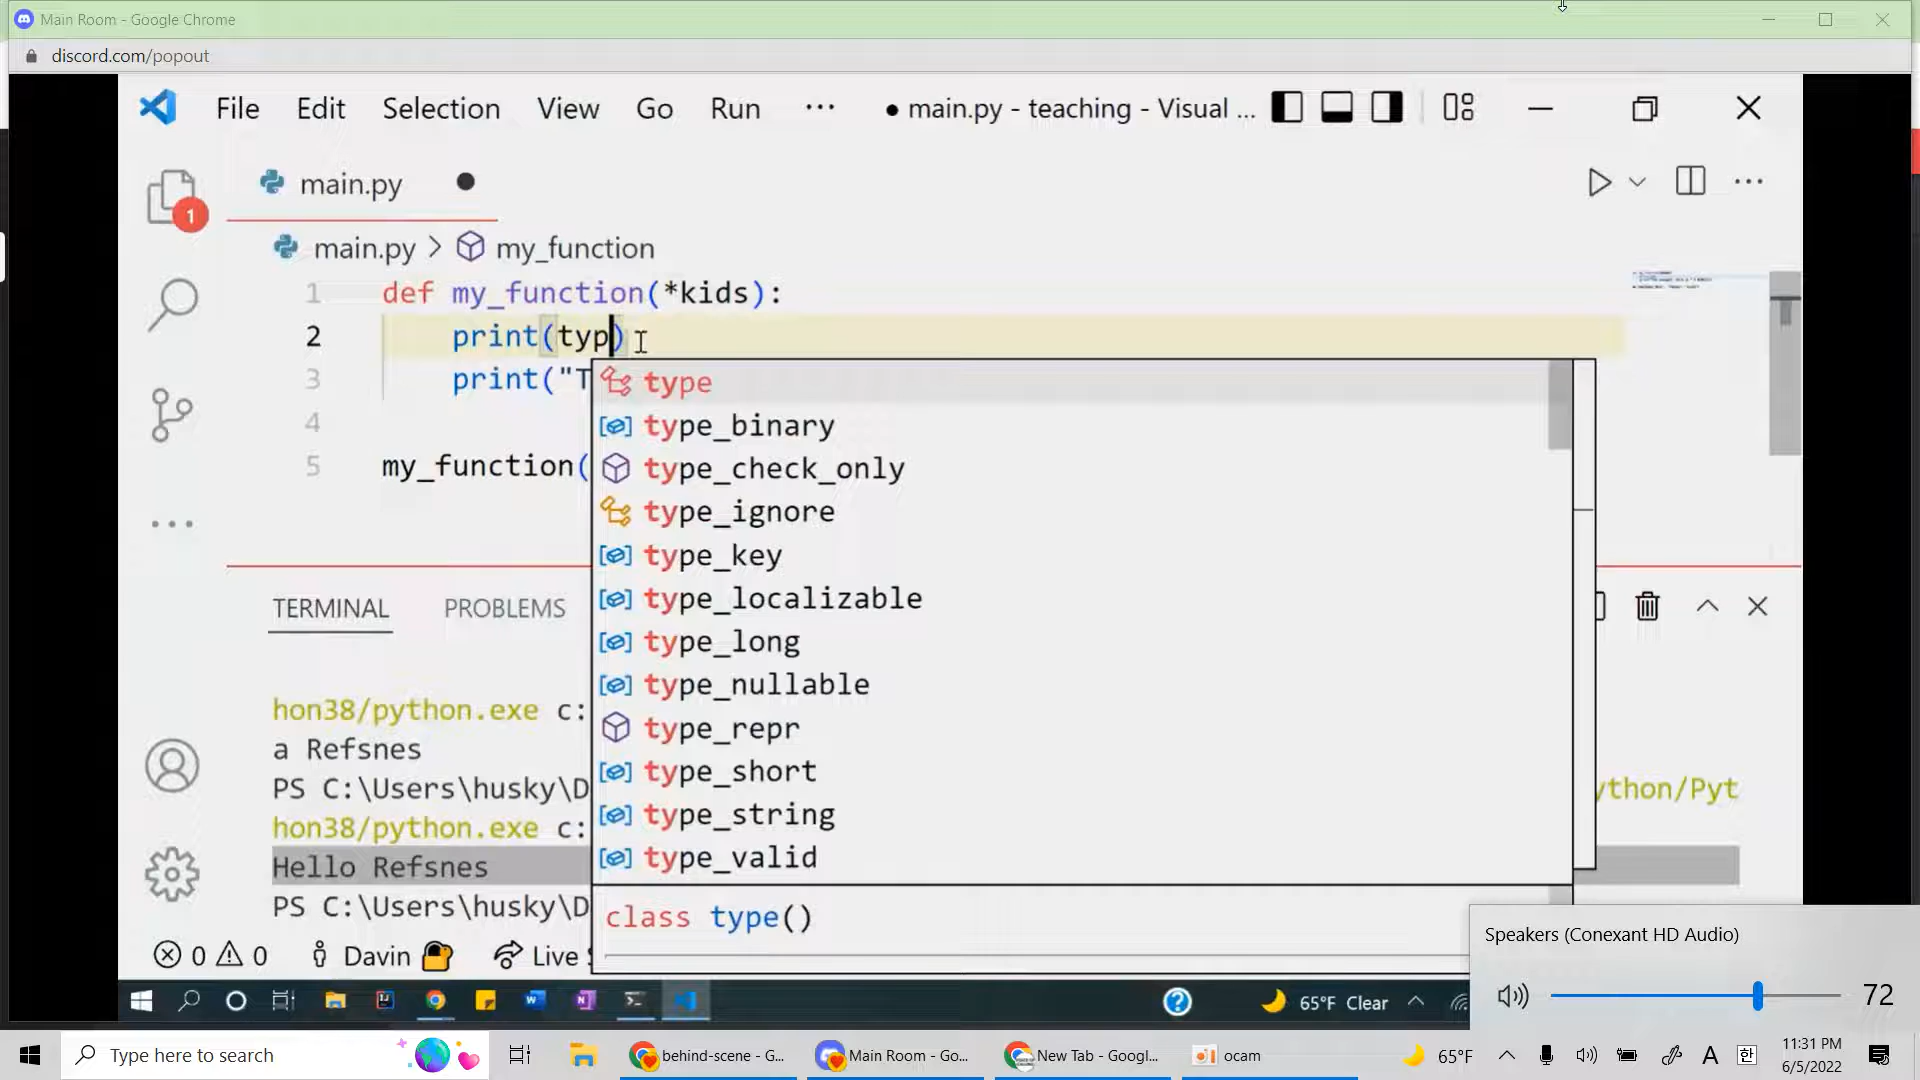 Main Room - Google Chrome
discord.com/popout
File Edit Selection View Go Run ··· ● main.py - teaching - Visual ...
main.py ●
1
main.py > my_function
1 def my_function(*kids):
2 print(typ)
3 print("T
4
5 my_function(
type
type_binary
type_check_only
type_ignore
type_key
type_localizable
type_long
type_nullable
type_repr
type_short
type_string
type_valid
class type()
TERMINAL PROBLEMS
hon38/python.exe c:
a Refsnes
PS C:\Users\husky\D ython/Pyt
hon38/python.exe c:
Hello Refsnes
PS C:\Users\husky\D
0 0 Davin Live
Speakers (Conexant HD Audio)
72
65°F Clear
Type here to search
behind-scene - G...
Main Room - Go...
New Tab - Googl...
ocam
65°F
A 한
11:31 PM
6/5/2022